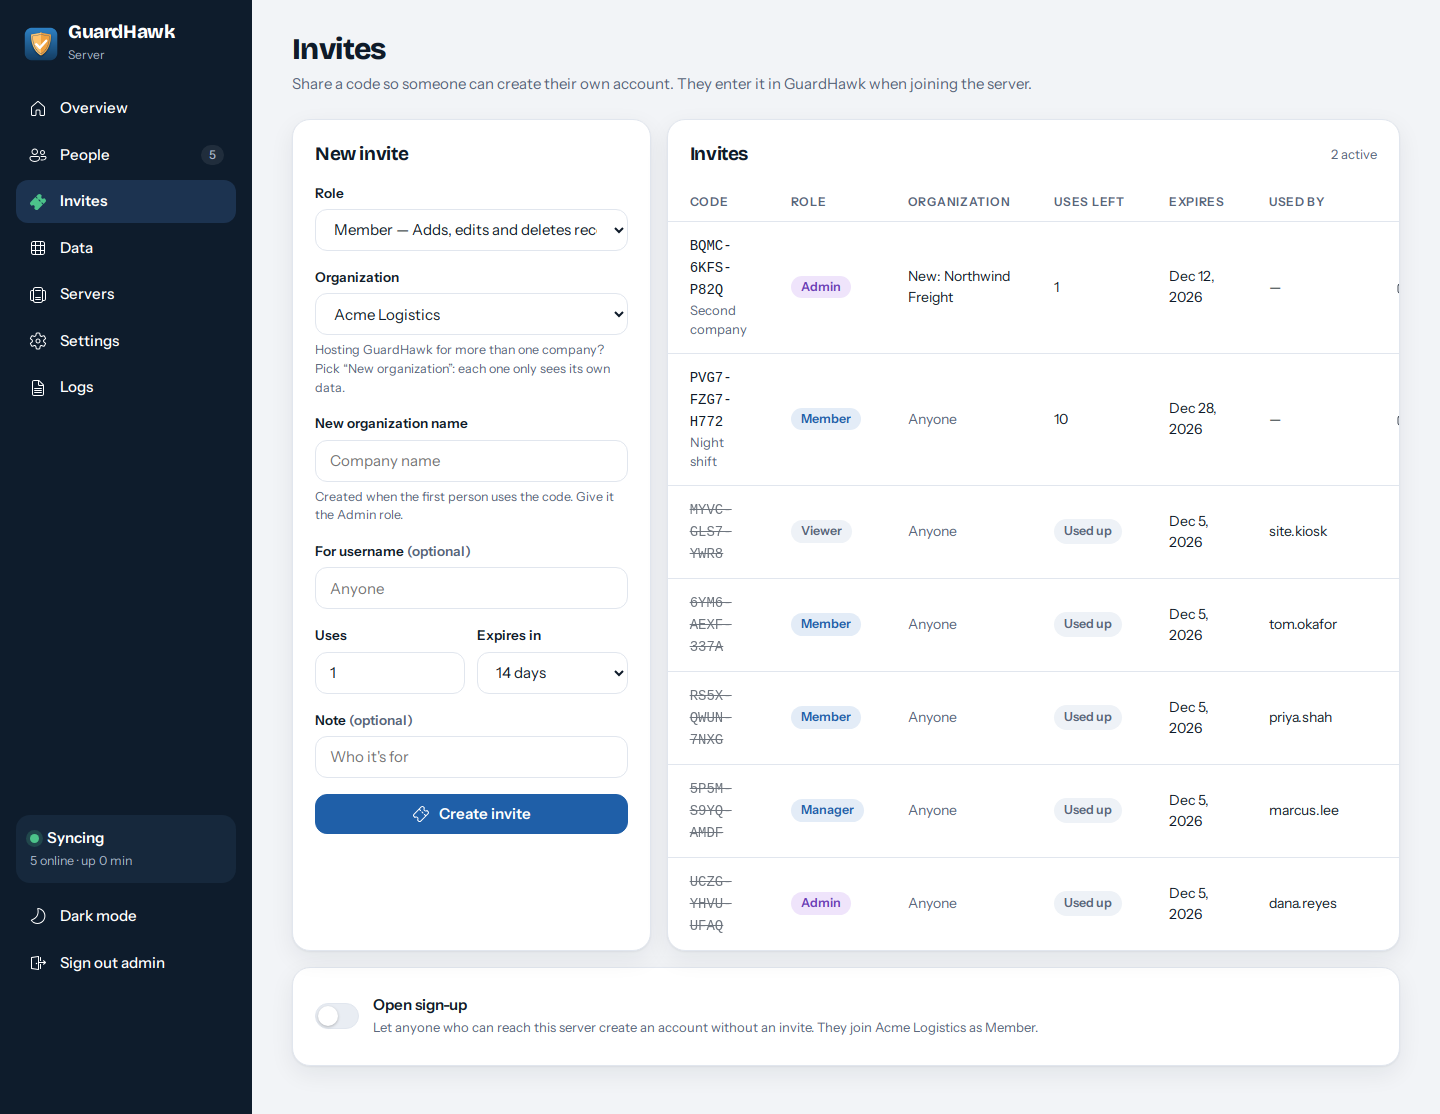 GuardHawk
Server
Overview
People 5
Invites
Data
Servers
Settings
Logs
Syncing
5 online · up 0 min
Dark mode
Sign out admin
Invites
Share a code so someone can create their own account. They enter it in GuardHawk when joining the server.
New invite
Role
Member — Adds, edits and deletes rec
Organization
Acme Logistics
Hosting GuardHawk for more than one company?
Pick “New organization”: each one only sees its own
data.
New organization name
Company name
Created when the first person uses the code. Give it
the Admin role.
For username (optional)
Anyone
Uses Expires in
1 14 days
Note (optional)
Who it's for
Create invite
Invites 2 active
CODE ROLE ORGANIZATION USES LEFT EXPIRES USED BY
BQMC-
6KFS-
P82Q
Second
company
Admin
New: Northwind
Freight
1
Dec 12,
2026
—
PVG7-
FZG7-
H772
Night
shift
Member
Anyone
10
Dec 28,
2026
—
MYVC-
GLS7-
YWR8
Viewer
Anyone
Used up
Dec 5,
2026
site.kiosk
6YM6-
AEXF-
337A
Member
Anyone
Used up
Dec 5,
2026
tom.okafor
RS5X-
QWUN-
7NXG
Member
Anyone
Used up
Dec 5,
2026
priya.shah
5P5M-
S9YQ-
AMDF
Manager
Anyone
Used up
Dec 5,
2026
marcus.lee
UCZG-
YHVU-
UFAQ
Admin
Anyone
Used up
Dec 5,
2026
dana.reyes
Open sign-up
Let anyone who can reach this server create an account without an invite. They join Acme Logistics as Member.